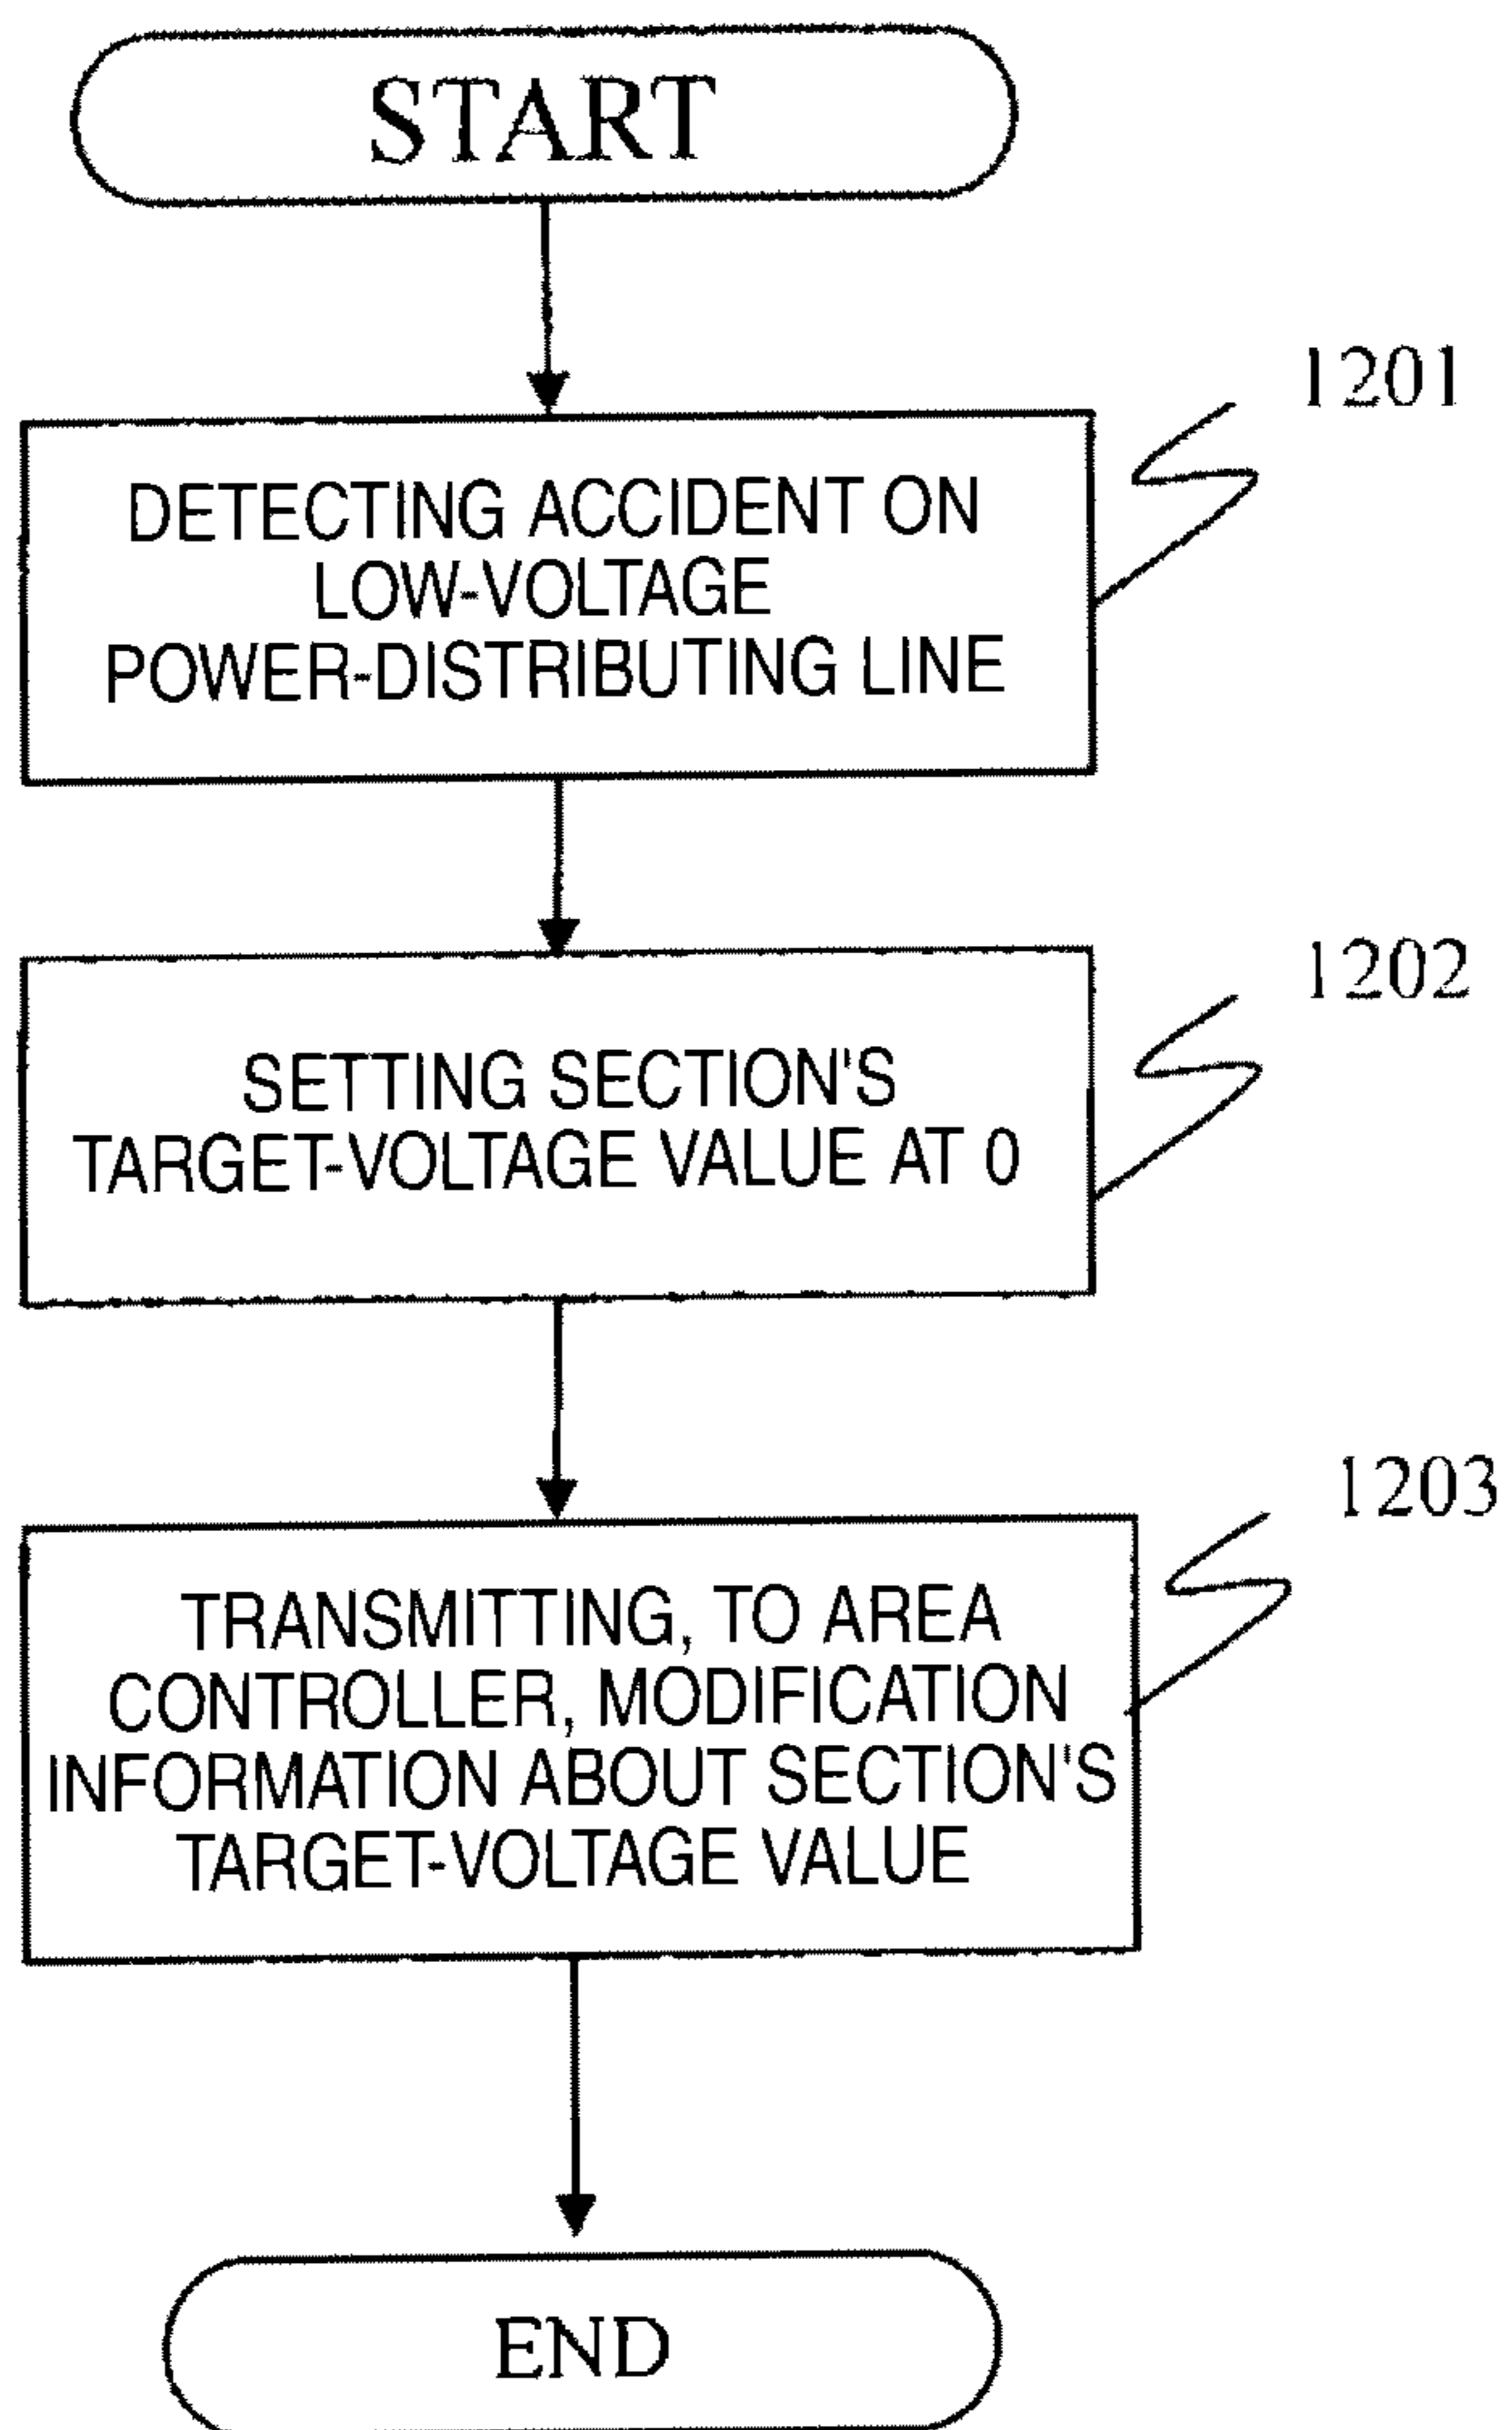 START
1201
DETECTING ACCIDENT ON
LOW-VOLTAGE
POWER-DISTRIBUTING LINE
1202
SETTING SECTION'S
TARGET-VOLTAGE VALUE AT 0
1203
TRANSMITTING, TO AREA
CONTROLLER, MODIFICATION
INFORMATION ABOUT SECTION'S
TARGET-VOLTAGE VALUE
END